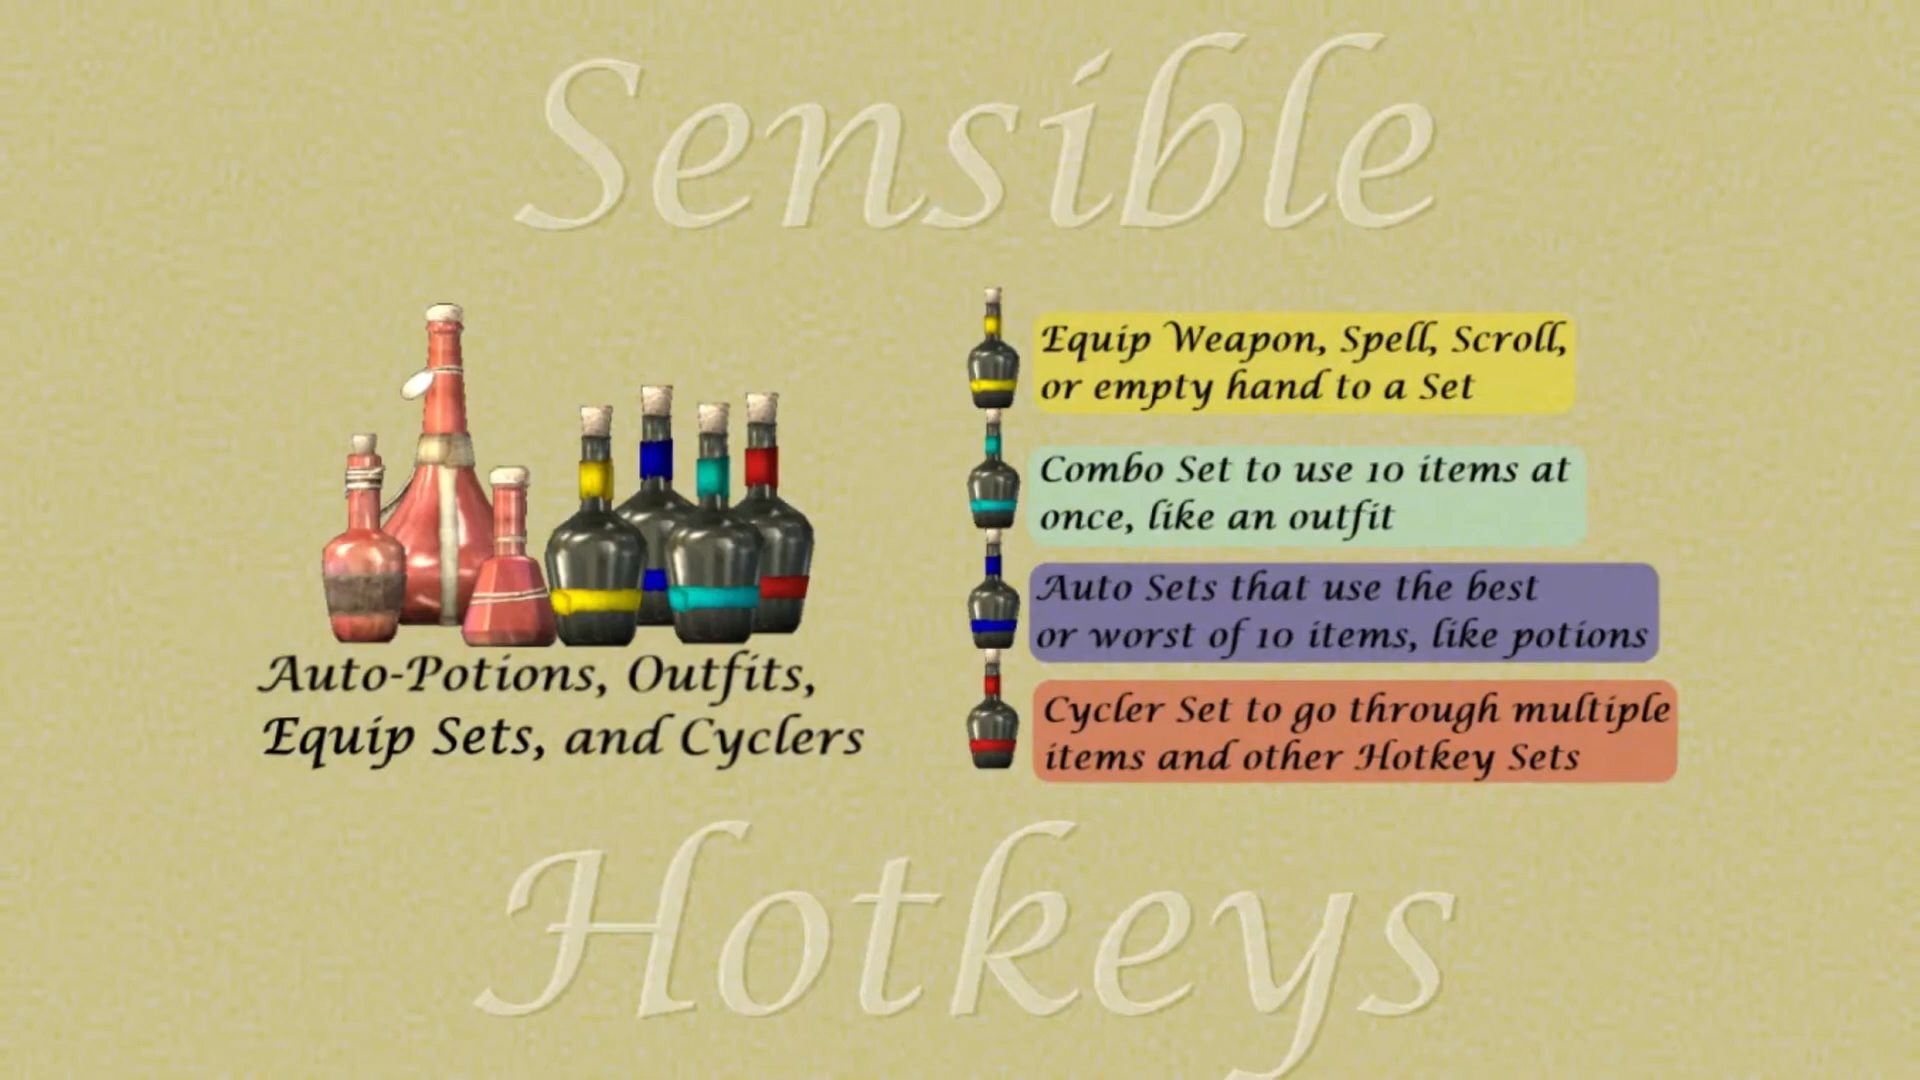 Sensible
Auto-Potions, Outfits,
Equip Sets, and Cyclers
Equip Weapon, Spell, Scroll,
or empty hand to a Set
Combo Set to use 10 items at
once, like an outfit
Auto Sets that use the best
or worst of 10 items, like potions
Cycler Set to go through multiple
items and other Hotkey Sets
Hotkeys